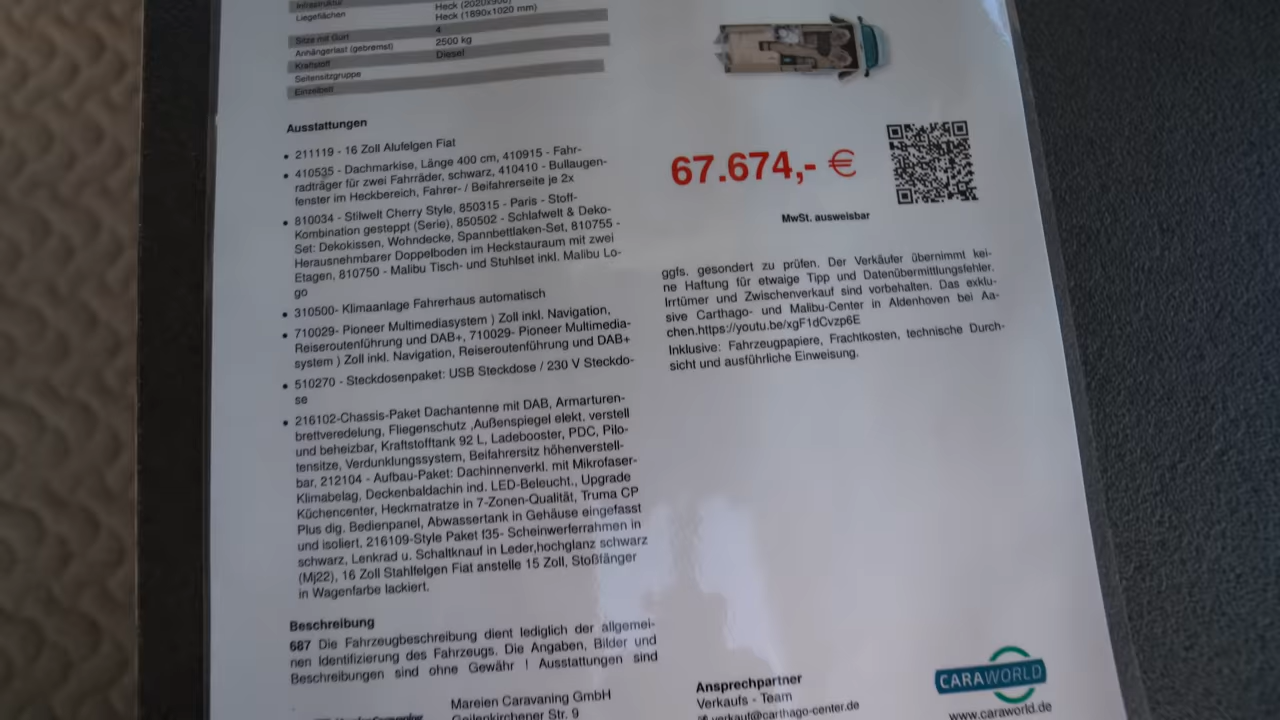 Infrastruktur
Liegeflächen
Heck (2020x900)
Heck (1890x1020 mm)
Sitze mit Gurt
4
Anhängerlast (gebremst)
2500 kg
Kraftstoff
Diesel
Seitensitzgruppe
Einzelbett
Ausstattungen
• 211119 - 16 Zoll Alufelgen Fiat
• 410535 - Dachmarkise, Länge 400 cm, 410915 - Fahr-
radträger für zwei Fahrräder, schwarz, 410410 - Bullaugen-
fenster im Heckbereich, Fahrer- / Beifahrerseite je 2x
• 810034 - Stilwelt Cherry Style, 850315 - Paris - Stoff-
Kombination gesteppt (Serie), 850502 - Schlafwelt & Deko-
Set: Dekokissen, Wohndecke, Spannbettlaken-Set, 810755 -
Herausnehmbarer Doppelboden im Heckstauraum mit zwei
Etagen, 810750 - Malibu Tisch- und Stuhlset inkl. Malibu Lo-
go
• 310500- Klimaanlage Fahrerhaus automatisch
• 710029- Pioneer Multimediasystem ) Zoll inkl. Navigation,
Reiseroutenführung und DAB+, 710029- Pioneer Multimedia-
system ) Zoll inkl. Navigation, Reiseroutenführung und DAB+
• 510270 - Steckdosenpaket: USB Steckdose / 230 V Steckdo-
se
• 216102-Chassis-Paket Dachantenne mit DAB, Armarturen-
brettveredelung, Fliegenschutz ,Außenspiegel elekt. verstell
und beheizbar, Kraftstofftank 92 L, Ladebooster, PDC, Pilo-
tensitze, Verdunklungssystem, Beifahrersitz höhenverstell-
bar, 212104 - Aufbau-Paket: Dachinnenverkl. mit Mikrofaser-
Klimabelag, Deckenbaldachin ind. LED-Beleucht., Upgrade
Küchencenter, Heckmatratze in 7-Zonen-Qualität, Truma CP
Plus dig. Bedienpanel, Abwassertank in Gehäuse eingefasst
und isoliert, 216109-Style Paket f35- Scheinwerferrahmen in
schwarz, Lenkrad u. Schaltknauf in Leder,hochglanz schwarz
(Mj22), 16 Zoll Stahlfelgen Fiat anstelle 15 Zoll, Stoßfänger
in Wagenfarbe lackiert.
Beschreibung
687 Die Fahrzeugbeschreibung dient lediglich der allgemei-
nen Identifizierung des Fahrzeugs. Die Angaben, Bilder und
Beschreibungen sind ohne Gewähr ! Ausstattungen sind
67.674,- €
MwSt. ausweisbar
ggfs. gesondert zu prüfen. Der Verkäufer übernimmt kei-
ne Haftung für etwaige Tipp und Datenübermittlungsfehler.
Irrtümer und Zwischenverkauf sind vorbehalten. Das exklu-
sive Carthago- und Malibu-Center in Aldenhoven bei Aa-
chen.https://youtu.be/xgF1dCvzp6E
Inklusive: Fahrzeugpapiere, Frachtkosten, technische Durch-
sicht und ausführliche Einweisung.
Mareien Caravaning GmbH
Geilenkirchener Str. 9
Ansprechpartner
Verkaufs - Team
verkauf@carthago-center.de
CARAWORLD
www.caraworld.de